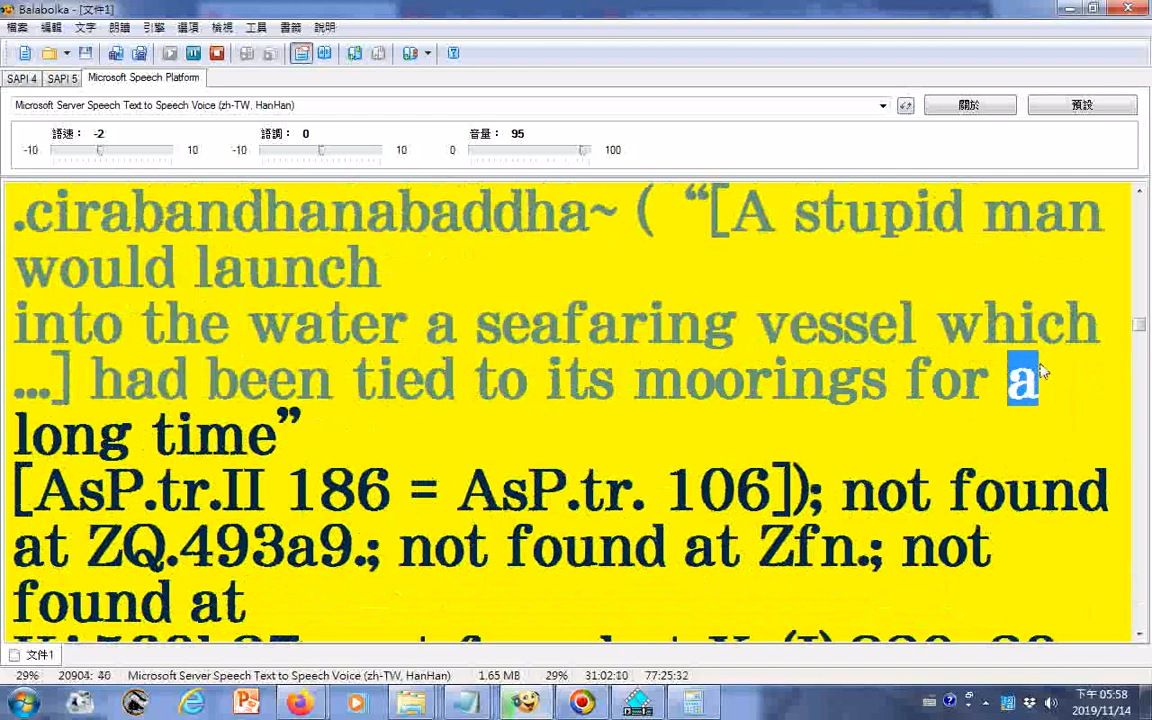 Balabolka - [文件1]
檔案 編輯 文字 朗讀 引擎 選項 檢視 工具 書籤 說明
SAPI 4 SAPI 5 Microsoft Speech Platform
Microsoft Server Speech Text to Speech Voice (zh-TW, HanHan) 關於 預設
語速： -2 語調： 0 音量： 95
-10 10 -10 10 0 100
.cirabandhanabaddha~ ( “[A stupid man
would launch
into the water a seafaring vessel which
...] had been tied to its moorings for a
long time”
[AsP.tr.II 186 = AsP.tr. 106]); not found
at ZQ.493a9.; not found at Zfn.; not
found at
文件1
29% 20904: 40 Microsoft Server Speech Text to Speech Voice (zh-TW, HanHan) 1.65 MB 29% 31:02:10 77:25:32
下午 05:58
2019/11/14